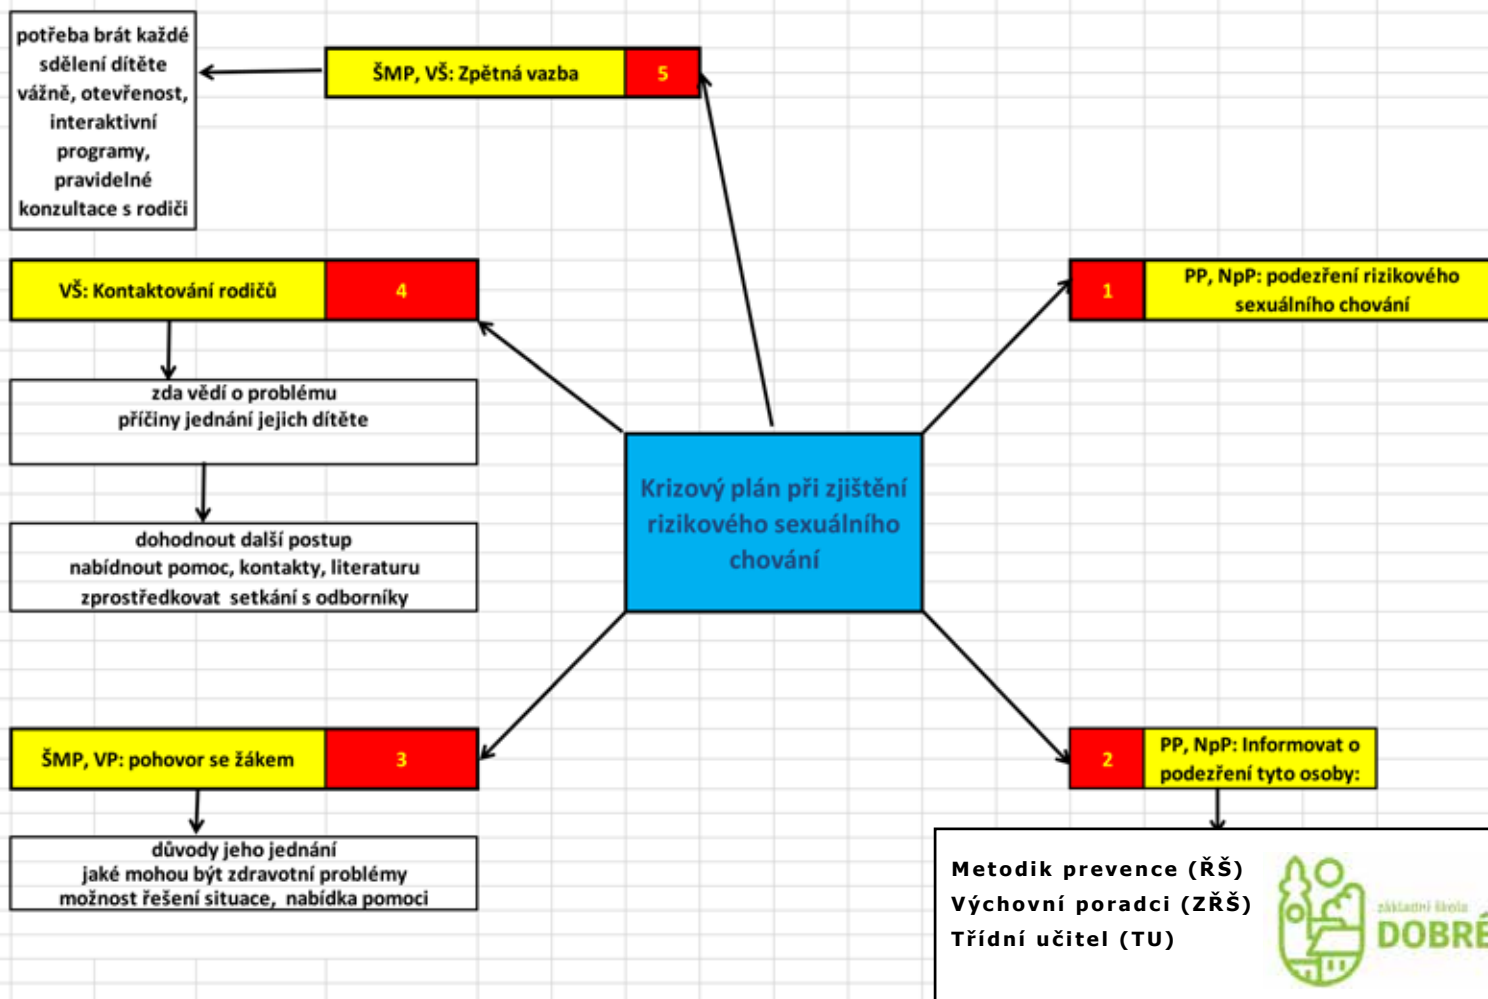 potřeba brát každé
sdělení dítěte
vážně, otevřenost,
interaktivní
programy,
pravidelné
konzultace s rodiči
ŠMP, VŠ: Zpětná vazba
5
VŠ: Kontaktování rodičů
4
zda vědí o problému
příčiny jednání jejich dítěte
dohodnout další postup
nabídnout pomoc, kontakty, literaturu
zprostředkovat setkání s odborníky
ŠMP, VP: pohovor se žákem
3
důvody jeho jednání
jaké mohou být zdravotní problémy
možnost řešení situace, nabídka pomoci
Krizový plán při zjištění
rizikového sexuálního
chování
1
PP, NpP: podezření rizikového
sexuálního chování
2
PP, NpP: Informovat o
podezření tyto osoby:
Metodik prevence (ŘŠ)
Výchovní poradci (ZŘŠ)
Třídní učitel (TU)
základní škola
DOBRÉ